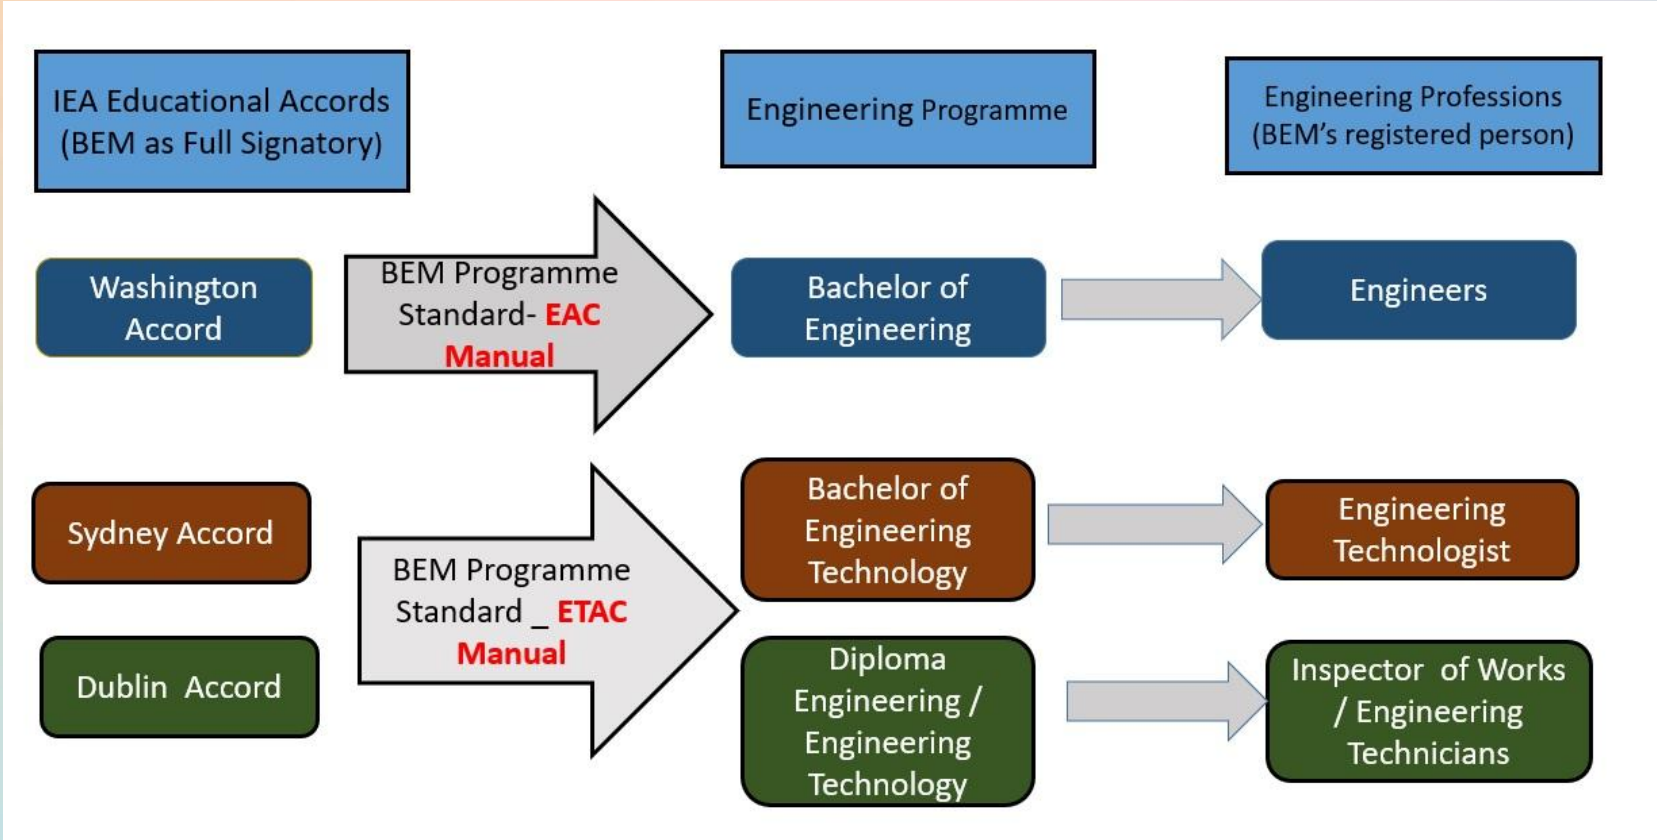 IEA Educational Accords
(BEM as Full Signatory)
Engineering Programme
Engineering Professions
(BEM's registered person)
Washington
Accord
BEM Programme
Standard- EAC
Manual
Bachelor of
Engineering
Engineers
Sydney Accord
Dublin Accord
BEM Programme
Standard _ ETAC
Manual
Bachelor of
Engineering
Technology
Engineering
Technologist
Diploma
Engineering /
Engineering
Technology
Inspector of Works
/ Engineering
Technicians